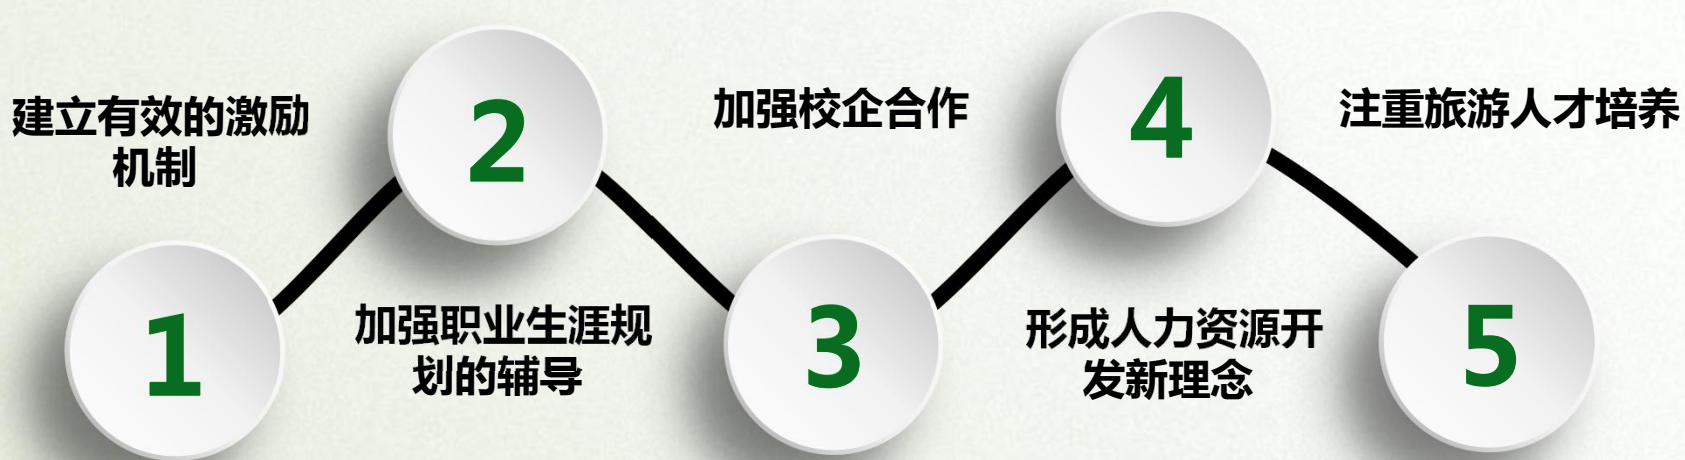 建立有效的激励
机制
1
2
加强职业生涯规
划的辅导
加强校企合作
3
4
形成人力资源开
发新理念
注重旅游人才培养
5